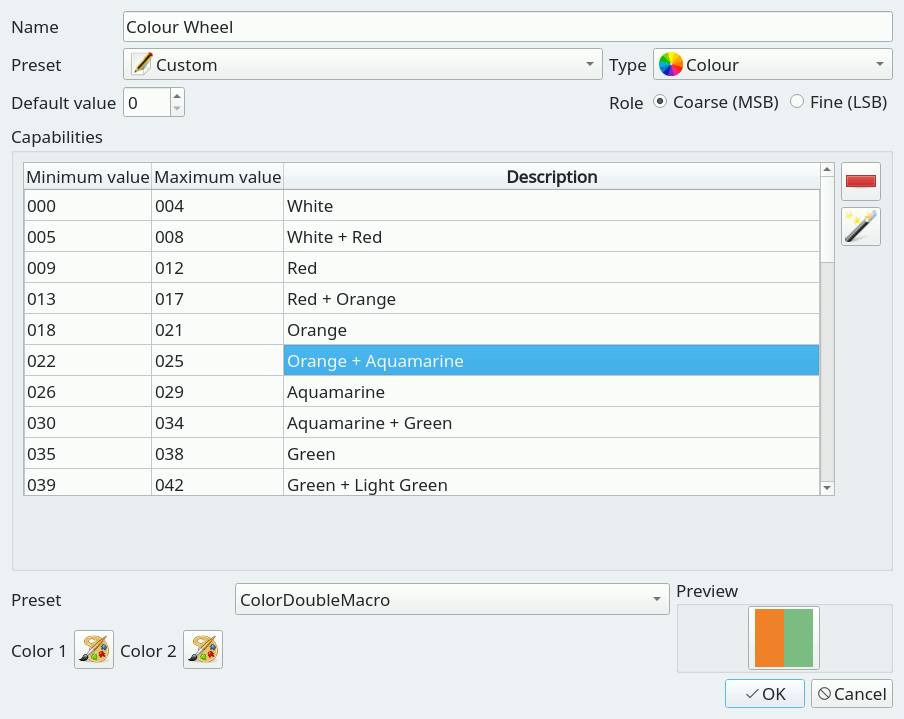 Name Colour Wheel
Preset Custom Type Colour
Default value 0 Role Coarse (MSB) Fine (LSB)
Capabilities
Minimum value Maximum value Description
000 004 White
005 008 White + Red
009 012 Red
013 017 Red + Orange
018 021 Orange
022 025 Orange + Aquamarine
026 029 Aquamarine
030 034 Aquamarine + Green
035 038 Green
039 042 Green + Light Green
Preset ColorDoubleMacro Preview
Color 1 Color 2
OK Cancel